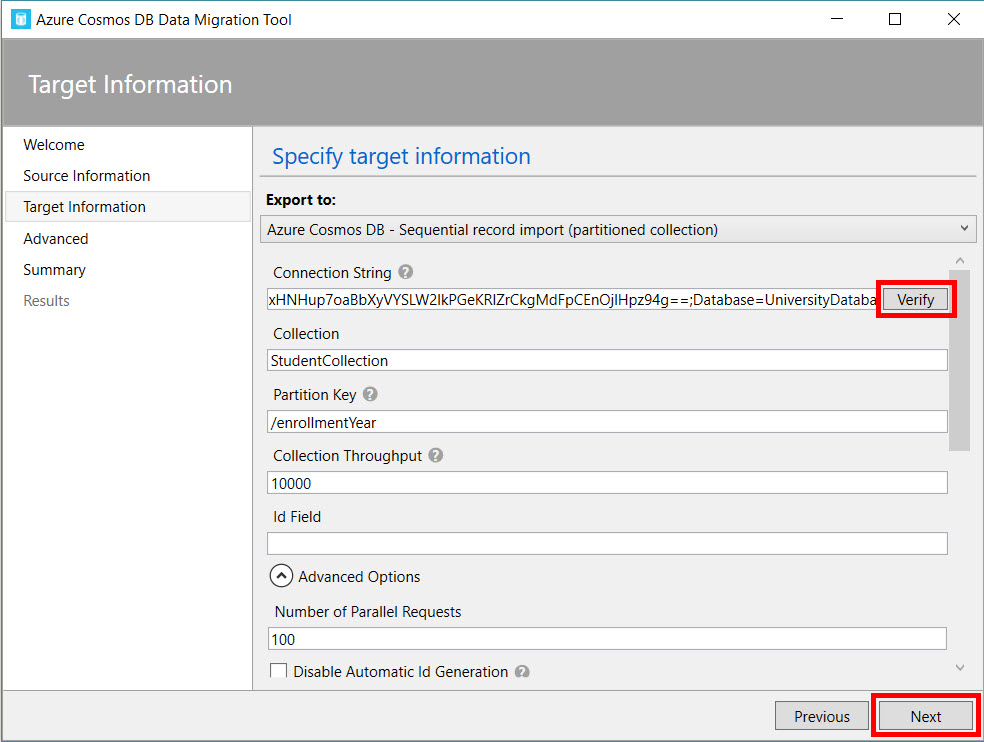 Azure Cosmos DB Data Migration Tool
Target Information
Welcome
Source Information
Target Information
Advanced
Summary
Results
Specify target information
Export to:
Azure Cosmos DB - Sequential record import (partitioned collection)
Connection String ?
xHNHup7oaBbXyVYSLW2lkPGeKRlZrCkgMdFpCEnOjlHpz94g==;Database=UniversityDataba Verify
Collection
StudentCollection
Partition Key ?
/enrollmentYear
Collection Throughput ?
10000
Id Field
Advanced Options
Number of Parallel Requests
100
Disable Automatic Id Generation ?
Previous Next